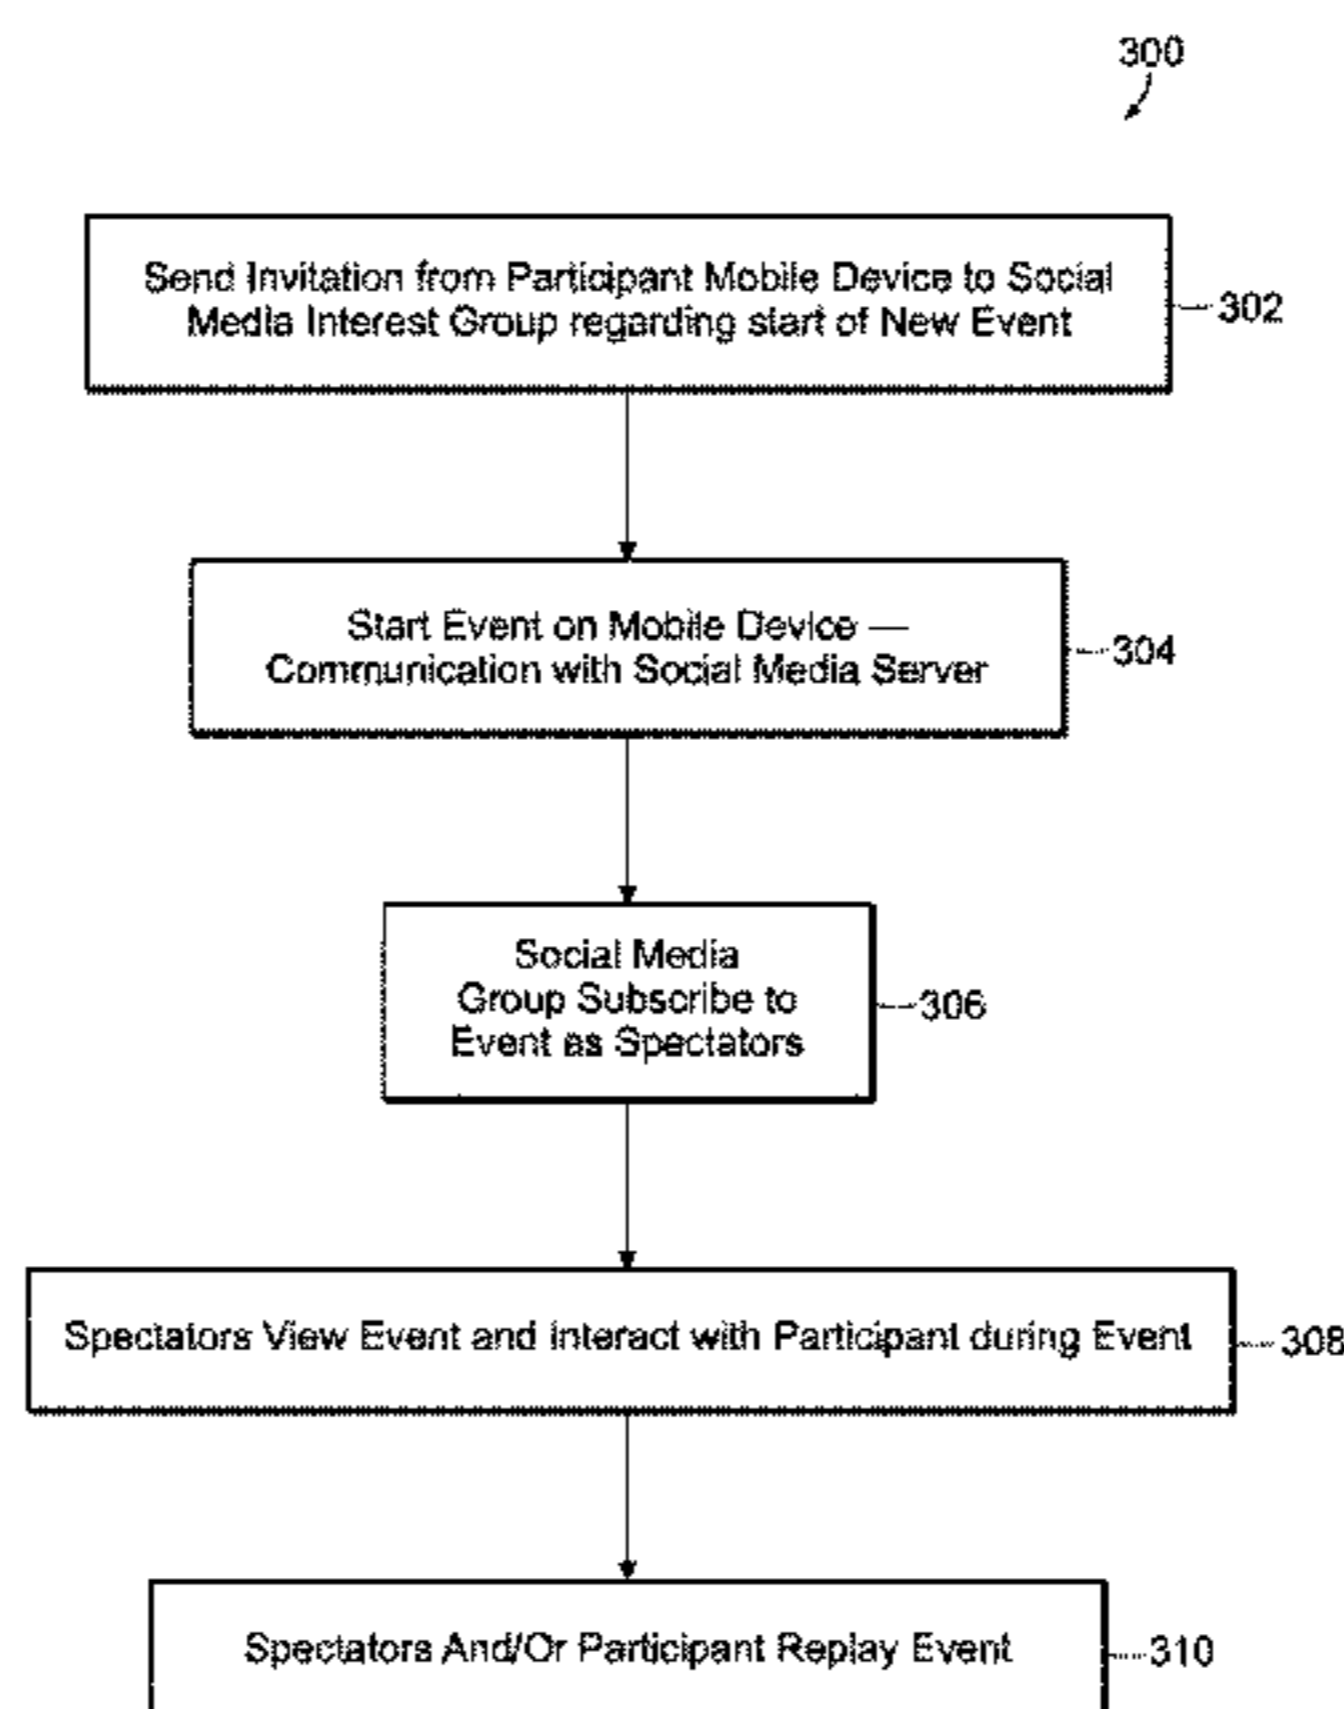 300
Send Invitation from Participant Mobile Device to Social
Media Interest Group regarding start of New Event
302
Start Event on Mobile Device —
Communication with Social Media Server
304
Social Media
Group Subscribe to
Event as Spectators
306
Spectators View Event and Interact with Participant during Event
308
Spectators And/Or Participant Replay Event
310